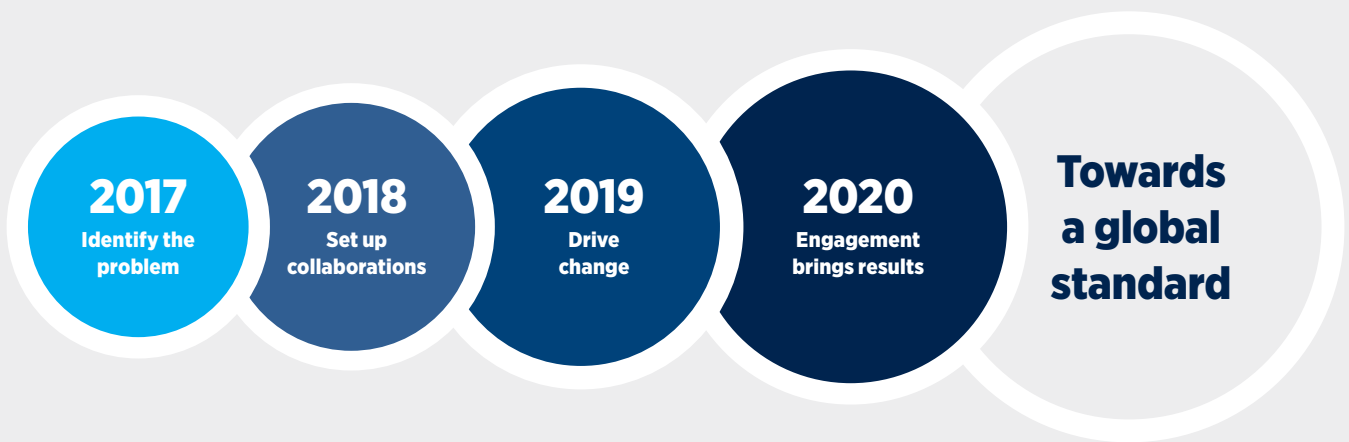 2017
Identify the
problem
2018
Set up
collaborations
2019
Drive
change
2020
Engagement
brings results
Towards
a global
standard